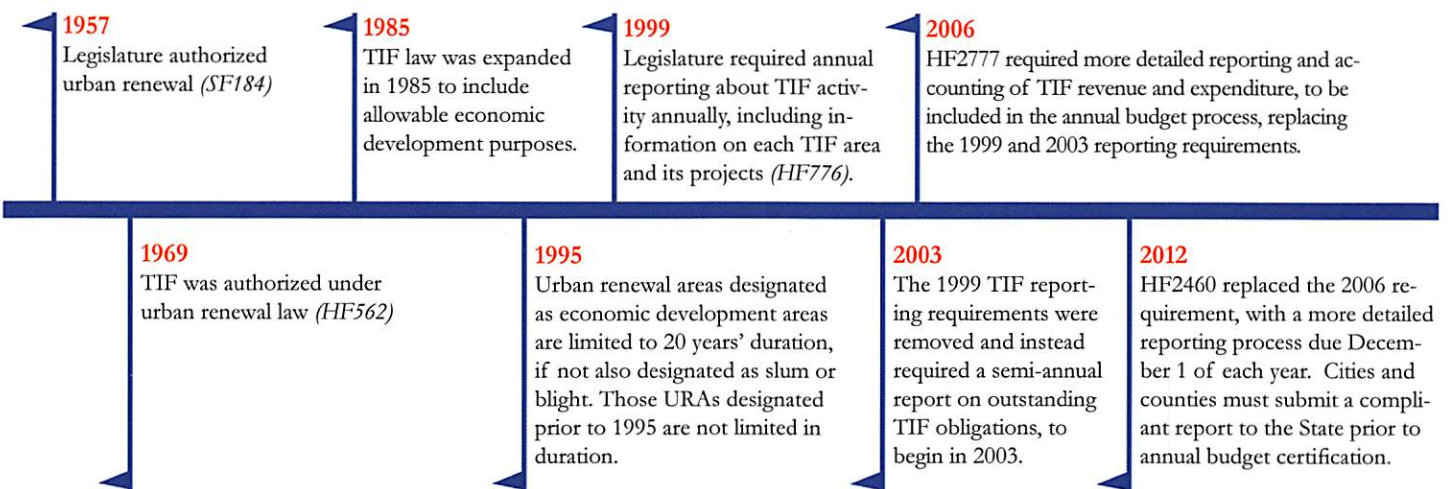 1957
Legislature authorized
urban renewal (SF184)
1985
TIF law was expanded
in 1985 to include
allowable economic
development purposes.
1999
Legislature required annual
reporting about TIF activ-
ity annually, including in-
formation on each TIF area
and its projects (HF776).
2006
HF2777 required more detailed reporting and ac-
counting of TIF revenue and expenditure, to be
included in the annual budget process, replacing
the 1999 and 2003 reporting requirements.
1969
TIF was authorized under
urban renewal law (HF562)
1995
Urban renewal areas designated
as economic development areas
are limited to 20 years' duration,
if not also designated as slum or
blight. Those URAs designated
prior to 1995 are not limited in
duration.
2003
The 1999 TIF report-
ing requirements were
removed and instead
required a semi-annual
report on outstanding
TIF obligations, to
begin in 2003.
2012
HF2460 replaced the 2006 re-
quirement, with a more detailed
reporting process due Decem-
ber 1 of each year.  Cities and
counties must submit a compli-
ant report to the State prior to
annual budget certification.